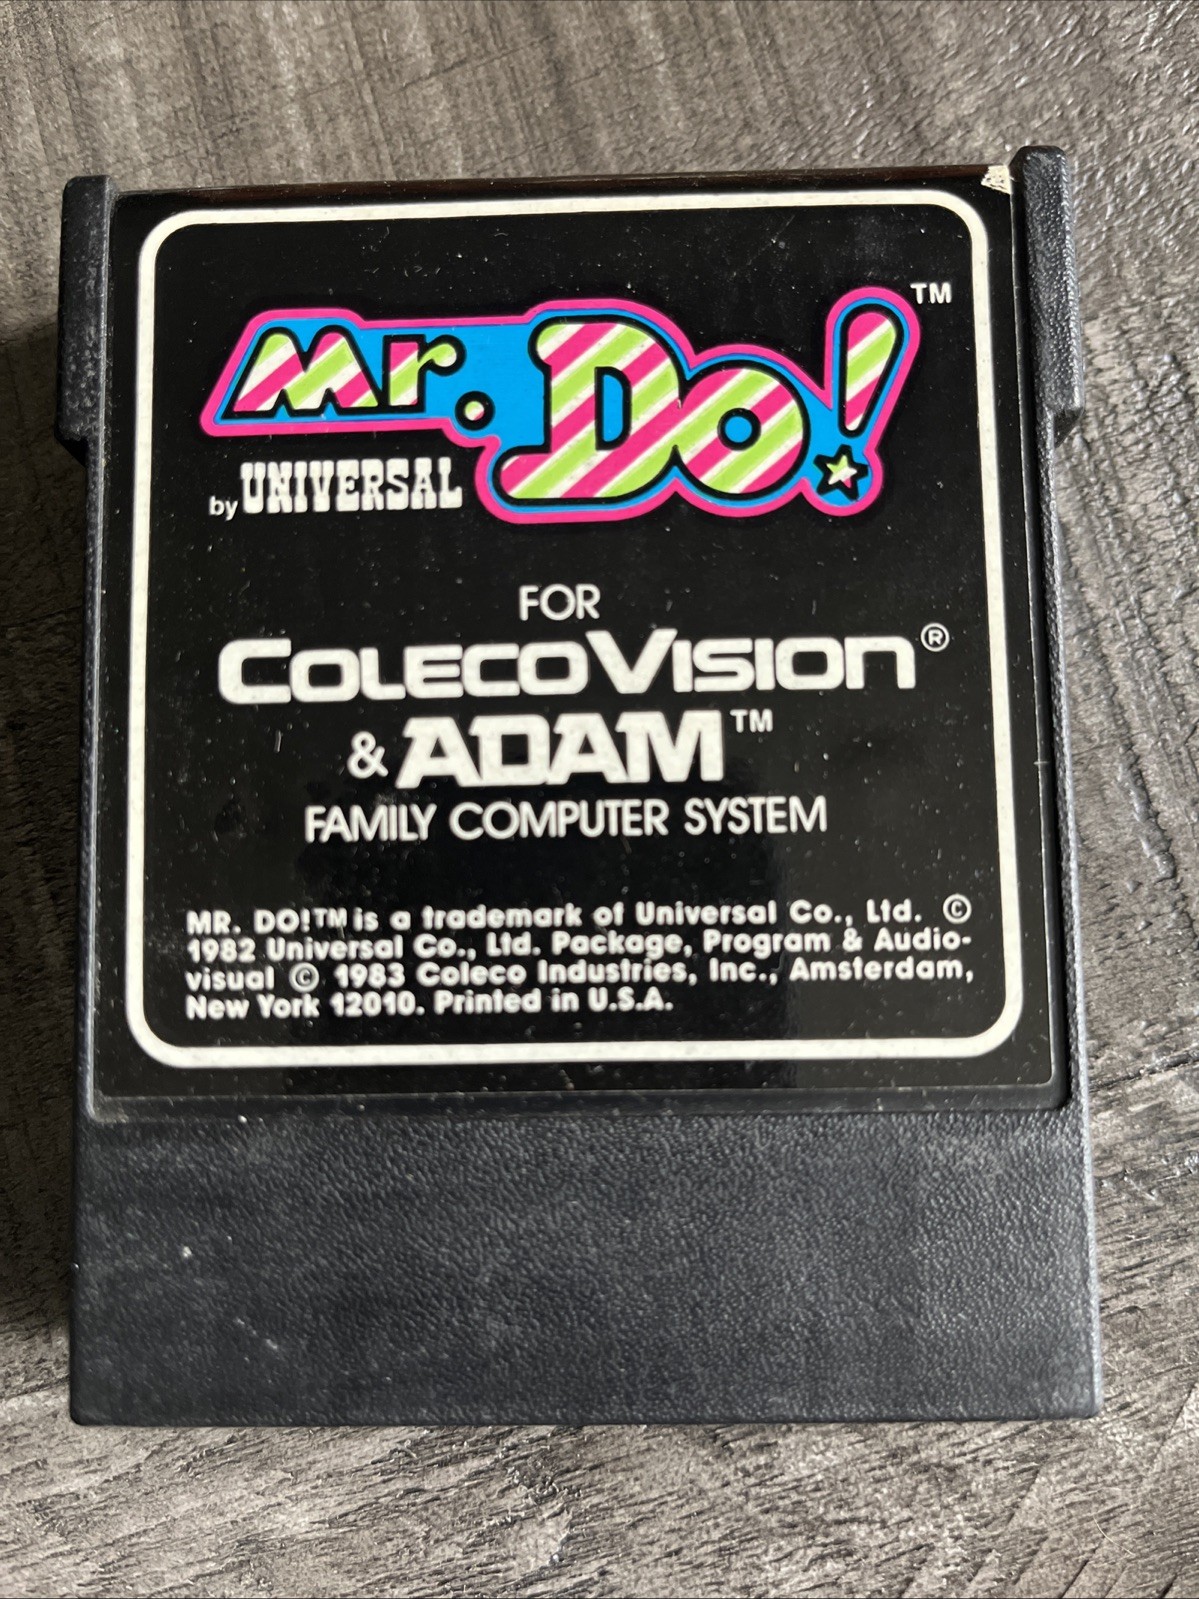 Mr. Do! ™
by UNIVERSAL
FOR
COLECOVISION®
& ADAM™
FAMILY COMPUTER SYSTEM
MR. DO!™ is a trademark of Universal Co., Ltd. ©
1982 Universal Co., Ltd. Package, Program & Audio-
visual © 1983 Coleco Industries, Inc., Amsterdam,
New York 12010. Printed in U.S.A.